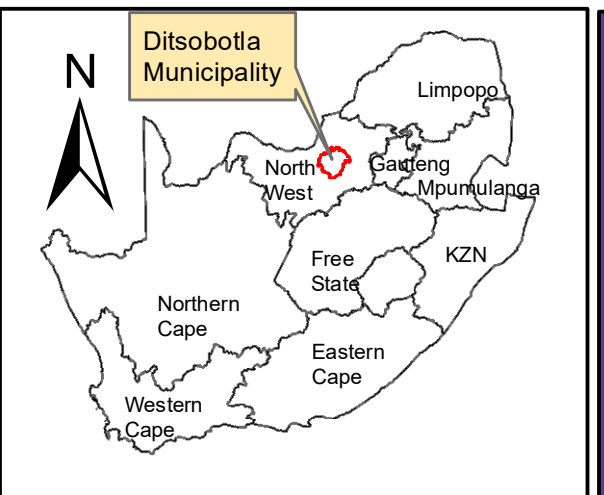 Ditsobotla
Municipality
N
Limpopo
North
West
Gauteng
Mpumulanga
Free
State
KZN
Northern
Cape
Eastern
Cape
Western
Cape